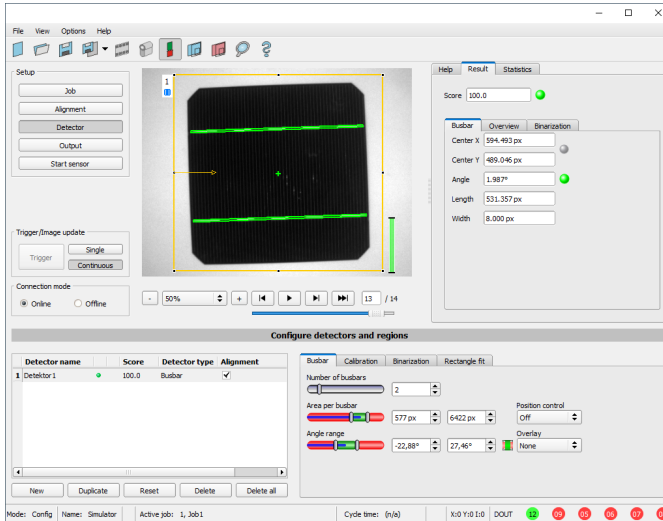 File View Options Help
Setup
Job
Alignment
Detector
Output
Start sensor
Trigger/Image update
Trigger
Single
Continuous
Connection mode
Online Offline
1
- 50% + 13 / 14
Help Result Statistics
Score 100.0
Busbar Overview Binarization
Center X 594.493 px
Center Y 489.046 px
Angle 1.987°
Length 531.357 px
Width 8.000 px
Configure detectors and regions
Detector name Score Detector type Alignment
1 Detektor1 100.0 Busbar
New Duplicate Reset Delete Delete all
Busbar Calibration Binarization Rectangle fit
Number of busbars
2
Area per busbar
577 px 6422 px
Position control
Off
Angle range
-22,88° 27,46°
Overlay
None
Mode: Config Name: Simulator Active job: 1, Job1 Cycle time: (n/a) X:0 Y:0 I:0 DOUT 12 09 05 06 07